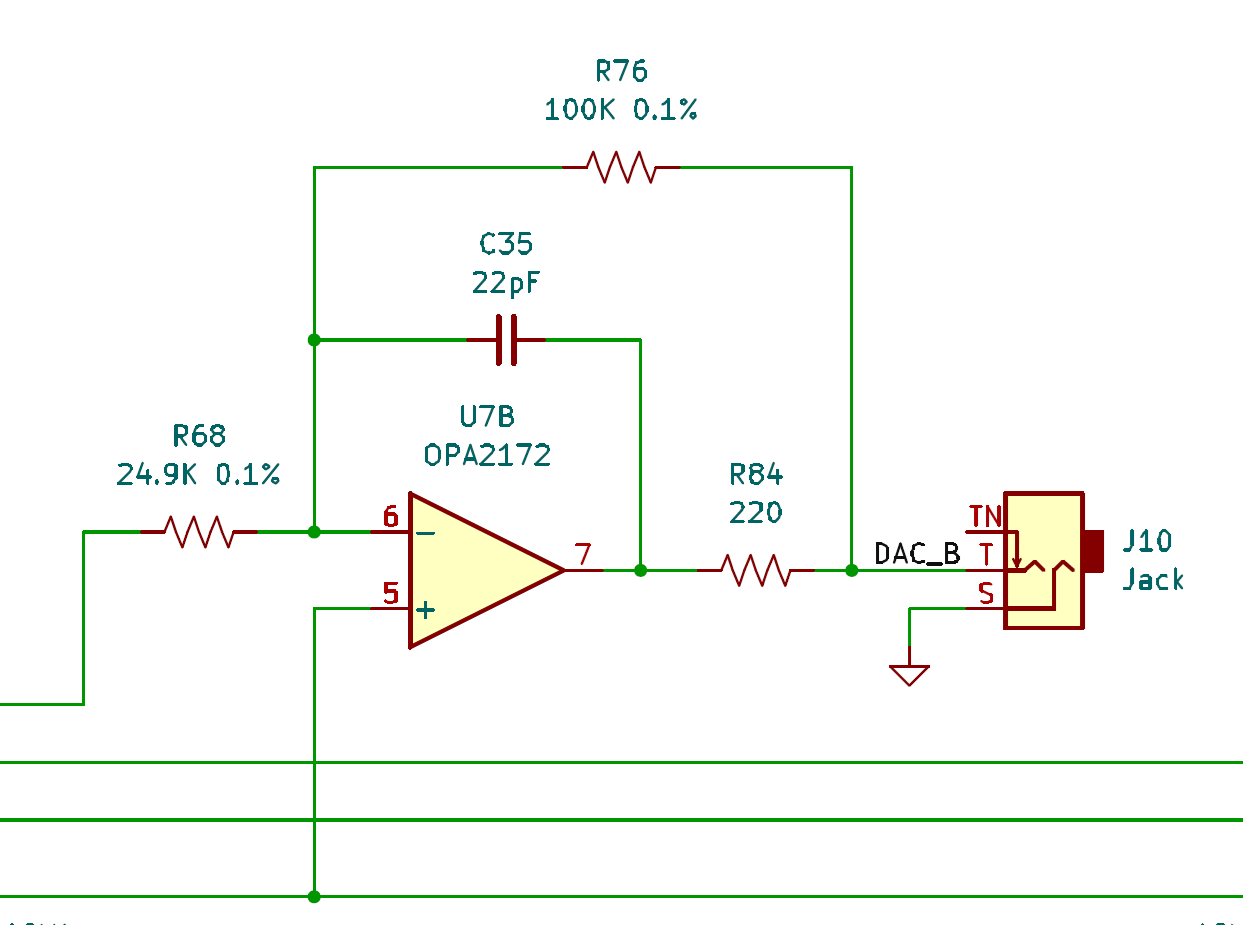 R76
100K 0.1%
C35
22pF
U7B
OPA2172
R68
24.9K 0.1%
R84
220
6
−
7
5
+
DAC_B
TN
T
S
J10
Jack